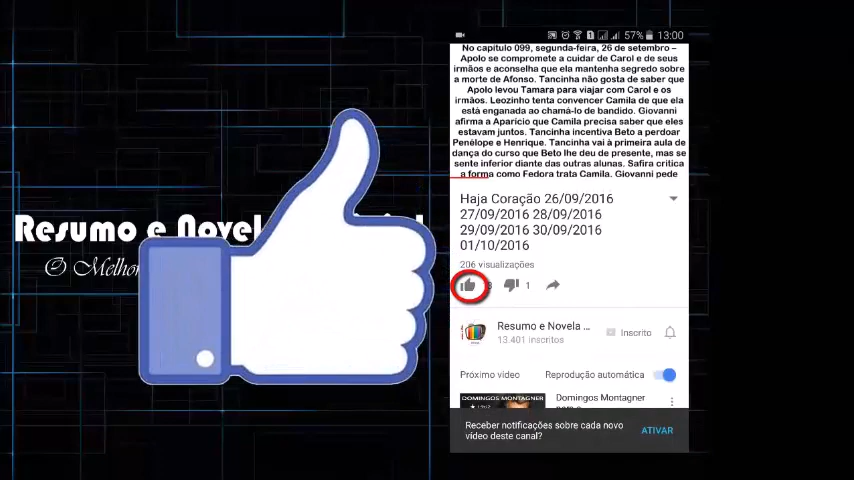 Resumo e Novel
O Melhor
57% 13:00
No capítulo 099, segunda-feira, 26 de setembro –
Apolo se compromete a cuidar de Carol e de seus
irmãos e aconselha que ela mantenha segredo sobre
a morte de Afonso. Tancinha não gosta de saber que
Apolo levou Tamara para viajar com Carol e os
irmãos. Leozinho tenta convencer Camila de que ela
está enganada ao chamá-lo de bandido. Giovanni
afirma a Aparício que Camila precisa saber que eles
estavam juntos. Tancinha incentiva Beto a perdoar
Penélope e Henrique. Tancinha vai à primeira aula de
dança do curso que Beto lhe deu de presente, mas se
sente inferior diante das outras alunas. Safira critica
a forma como Fedora trata Camila. Giovanni pede
Haja Coração 26/09/2016
27/09/2016 28/09/2016
29/09/2016 30/09/2016
01/10/2016
206 visualizações
1
Resumo e Novela ...
Inscrito
13.401 inscritos
Próximo vídeo
Reprodução automática
DOMINGOS MONTAGNER
Domingos Montagner
Receber notificações sobre cada novo
vídeo deste canal?
ATIVAR